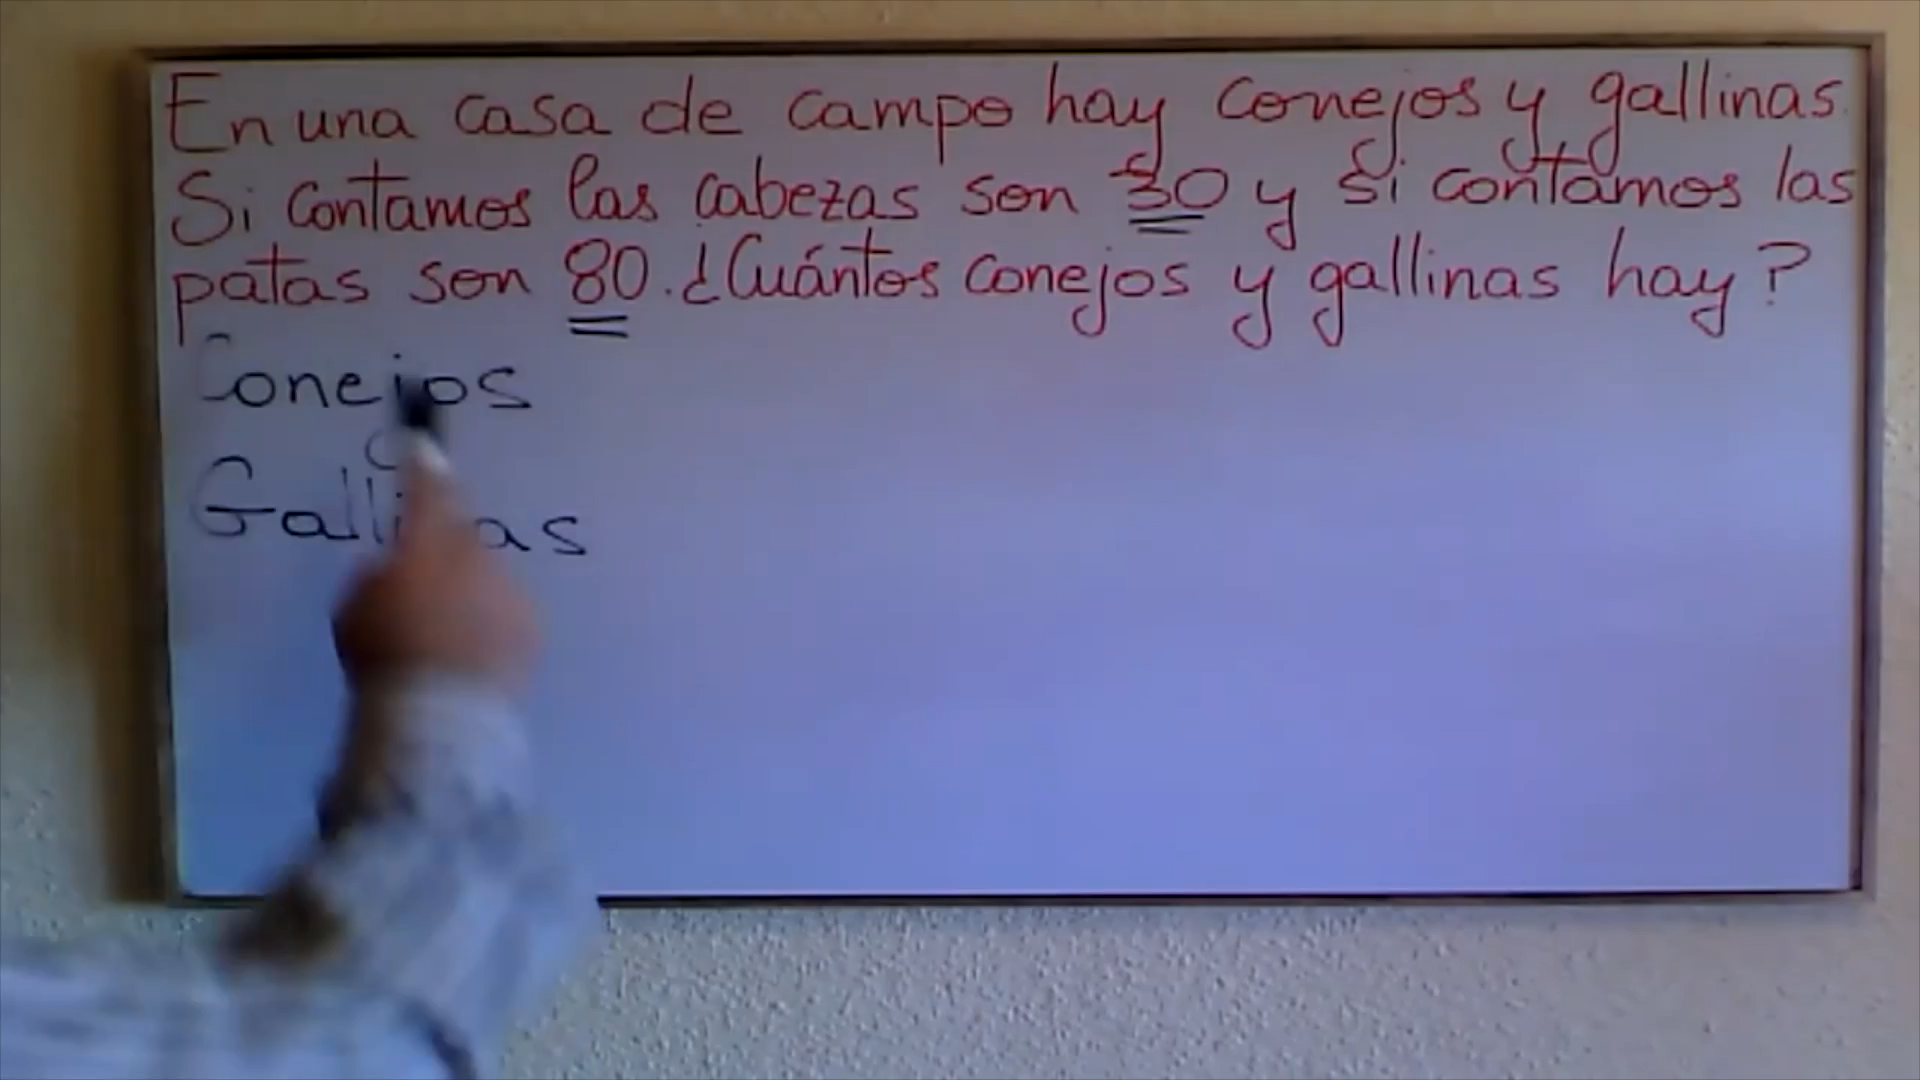 En una casa de campo hay conejos y gallinas.
Si contamos las cabezas son 30 y si contamos las
patas son 80. ¿Cuántos conejos y gallinas hay?
Conejos
Gallinas